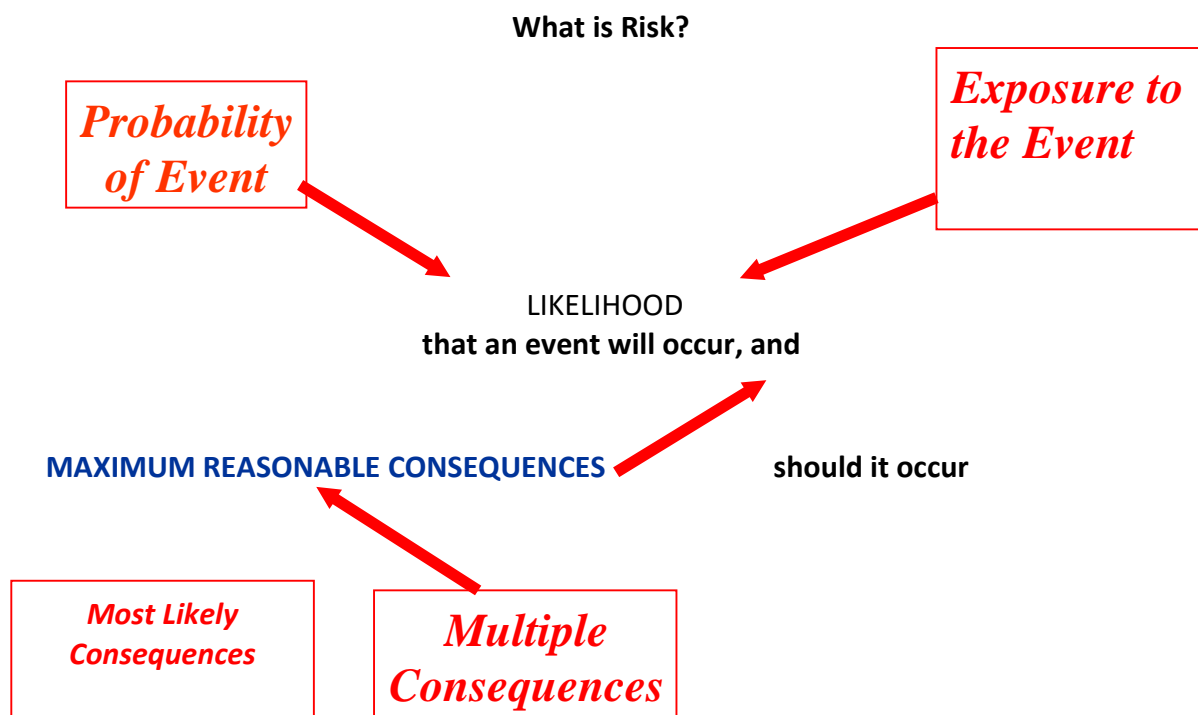 What is Risk?
Probability
of Event
Exposure to
the Event
LIKELIHOOD
that an event will occur, and
MAXIMUM REASONABLE CONSEQUENCES should it occur
Most Likely
Consequences
Multiple
Consequences